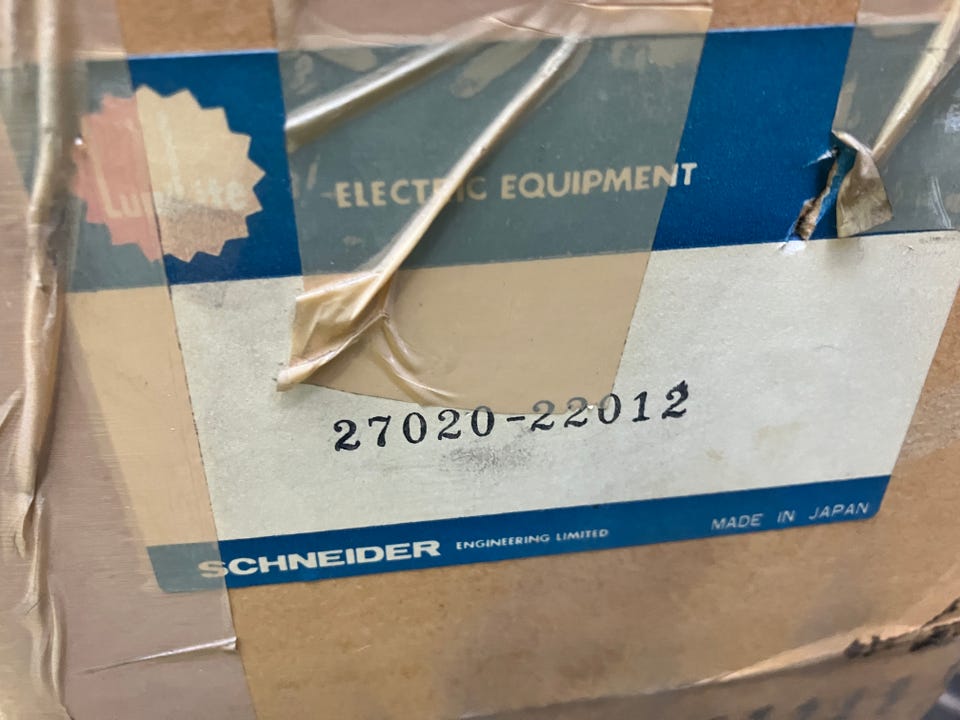 ELECTRIC EQUIPMENT
27020-22012
SCHNEIDER ENGINEERING LIMITED
MADE IN JAPAN